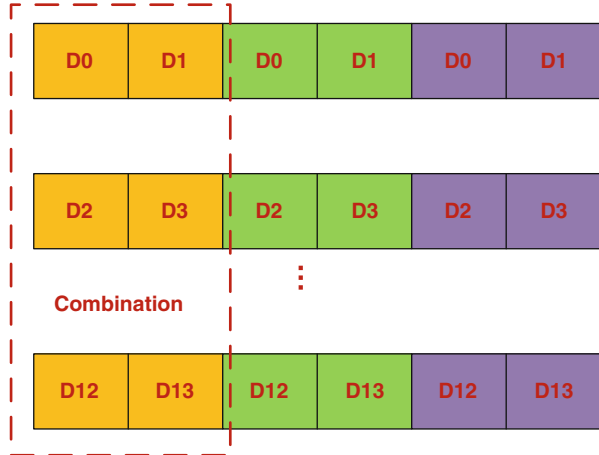 D0 D1 D0 D1 D0 D1
D2 D3 D2 D3 D2 D3
⋮
Combination
D12 D13 D12 D13 D12 D13